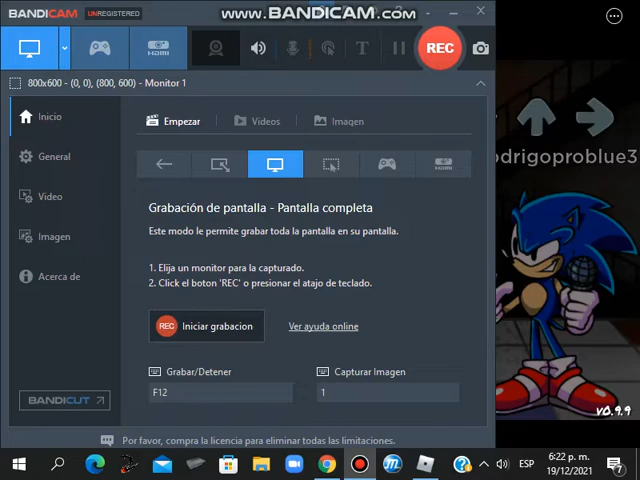 BANDICAM UNREGISTERED
www.BANDICAM.com
HDMI
T
REC
800x600 - (0, 0), (800, 600) - Monitor 1
Inicio
General
Video
Imagen
Acerca de
BANDICUT
Empezar
Videos
Imagen
HDMI
Grabación de pantalla - Pantalla completa
Este modo le permite grabar toda la pantalla en su pantalla.
1. Elija un monitor para la capturado.
2. Click el boton 'REC' o presionar el atajo de teclado.
REC Iniciar grabacion
Ver ayuda online
Grabar/Detener
Capturar Imagen
F12
1
Por favor, compra la licencia para eliminar todas las limitaciones.
odrigoproblue3
v0.9.9
ESP
6:22 p. m.
19/12/2021
7